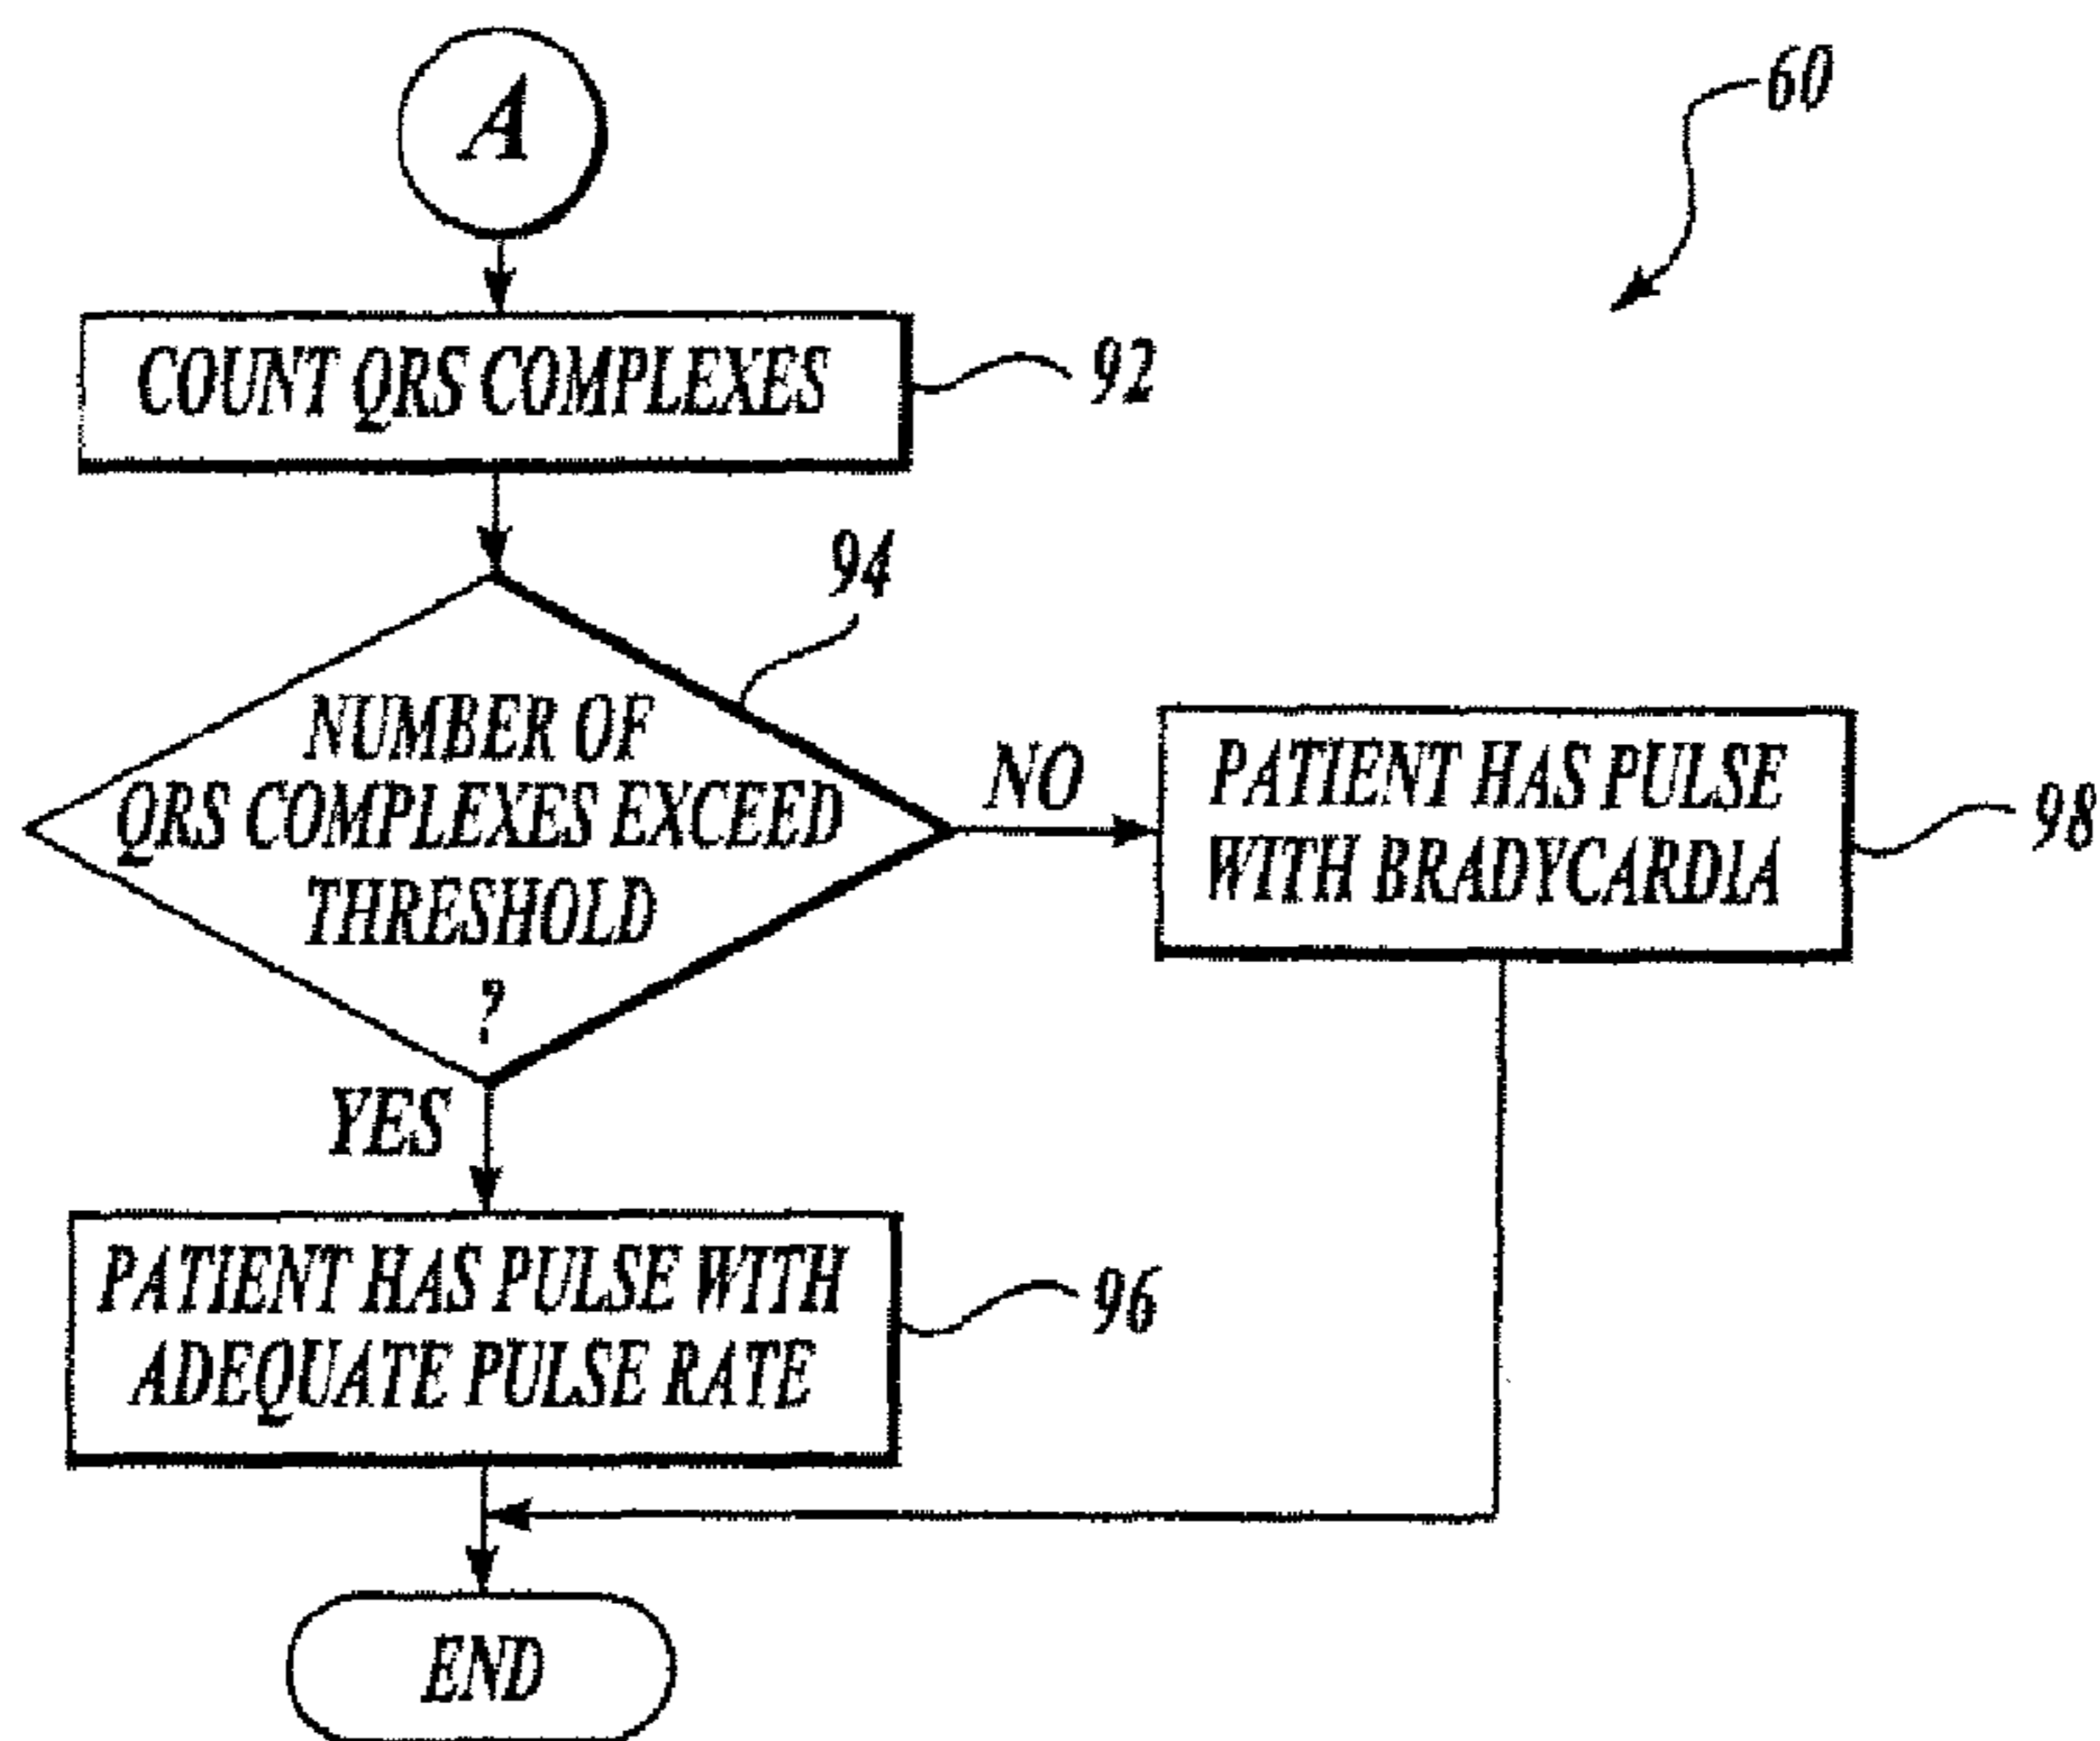 A
60
COUNT QRS COMPLEXES
92
94
NUMBER OF
QRS COMPLEXES EXCEED
THRESHOLD
?
NO
PATIENT HAS PULSE
WITH BRADYCARDIA
98
YES
PATIENT HAS PULSE WITH
ADEQUATE PULSE RATE
96
END